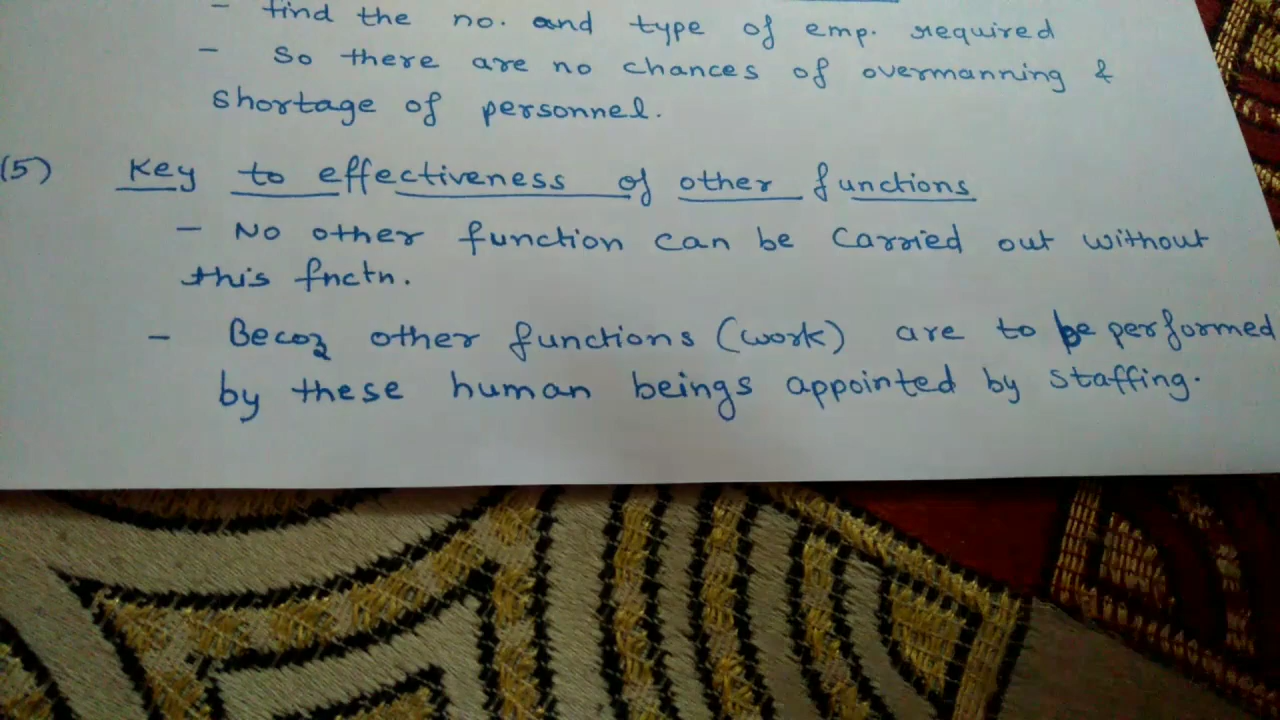 - find the no. and type of emp. required
- So there are no chances of overmanning &
shortage of personnel.
(5) Key to effectiveness of other functions
- No other function can be carried out without
this fnctn.
- Becoz other functions (work) are to be performed
by these human beings appointed by staffing.